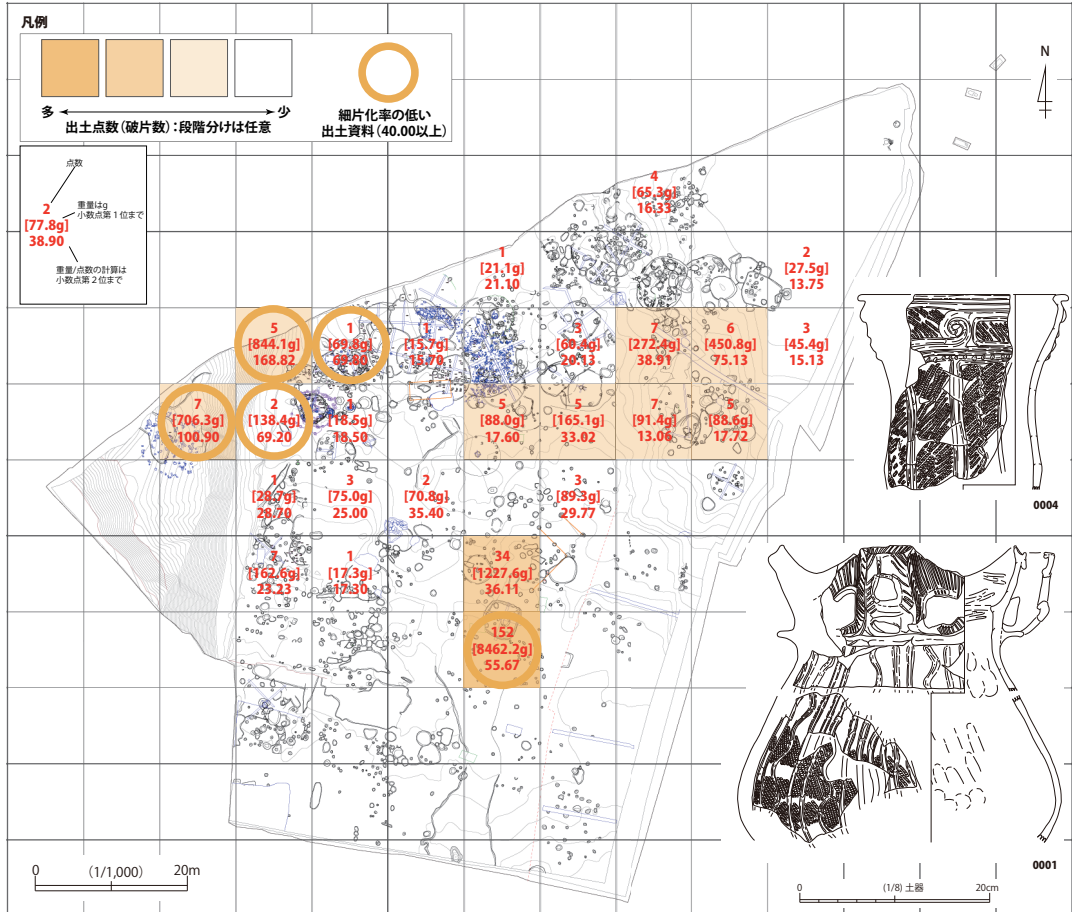 凡例
多
少
出土点数(破片数):段階分けは任意
細片化率の低い
出土資料(40.00以上)
N
点数
2
[77.8g]
38.90
重量はg
小数点第1位まで
重量/点数の計算は
小数点第2位まで
4
[65.3g]
16.33
1
[21.1g]
21.10
2
[27.5g]
13.75
5
[844.1g]
168.82
1
[69.8g]
69.80
1
[15.7g]
15.70
3
[60.4g]
20.13
7
[272.4g]
38.91
6
[450.8g]
75.13
3
[45.4g]
15.13
7
[706.3g]
100.90
2
[138.4g]
69.20
1
[18.5g]
18.50
5
[88.0g]
17.60
5
[165.1g]
33.02
7
[91.4g]
13.06
5
[88.6g]
17.72
1
[28.7g]
28.70
3
[75.0g]
25.00
2
[70.8g]
35.40
3
[89.3g]
29.77
7
[162.6g]
23.23
1
[17.3g]
17.30
34
[1227.6g]
36.11
152
[8462.2g]
55.67
0004
0001
0 (1/1,000) 20m
0 (1/8) 土器 20cm